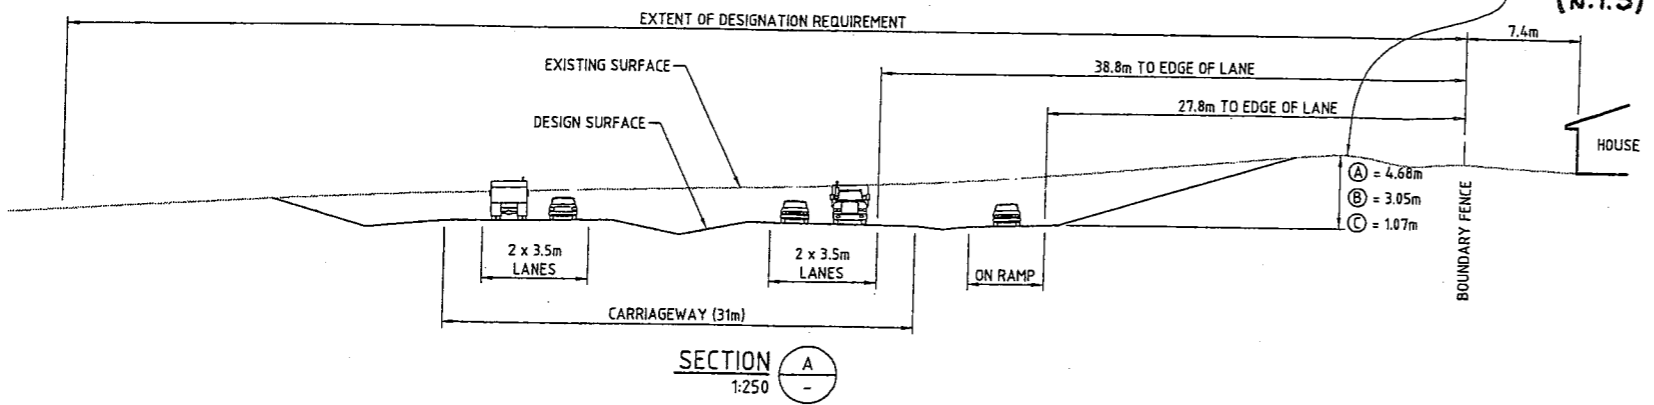 (N.T.S)
EXTENT OF DESIGNATION REQUIREMENT
7.4m
EXISTING SURFACE
38.8m TO EDGE OF LANE
27.8m TO EDGE OF LANE
DESIGN SURFACE
HOUSE
A = 4.68m
B = 3.05m
C = 1.07m
BOUNDARY FENCE
2 x 3.5m
LANES
2 x 3.5m
LANES
ON RAMP
CARRIAGEWAY (31m)
SECTION A
1:250 -